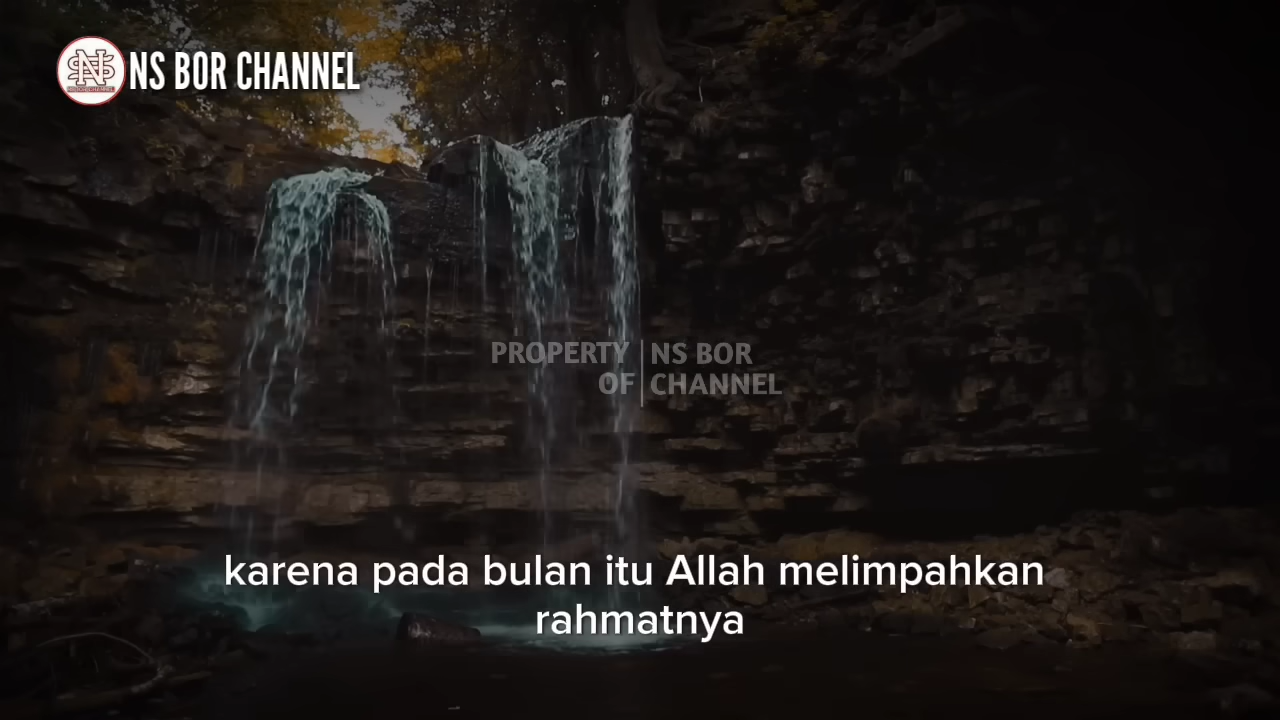 NS BOR CHANNEL
PROPERTY OF | NS BOR CHANNEL
karena pada bulan itu Allah melimpahkan
rahmatnya